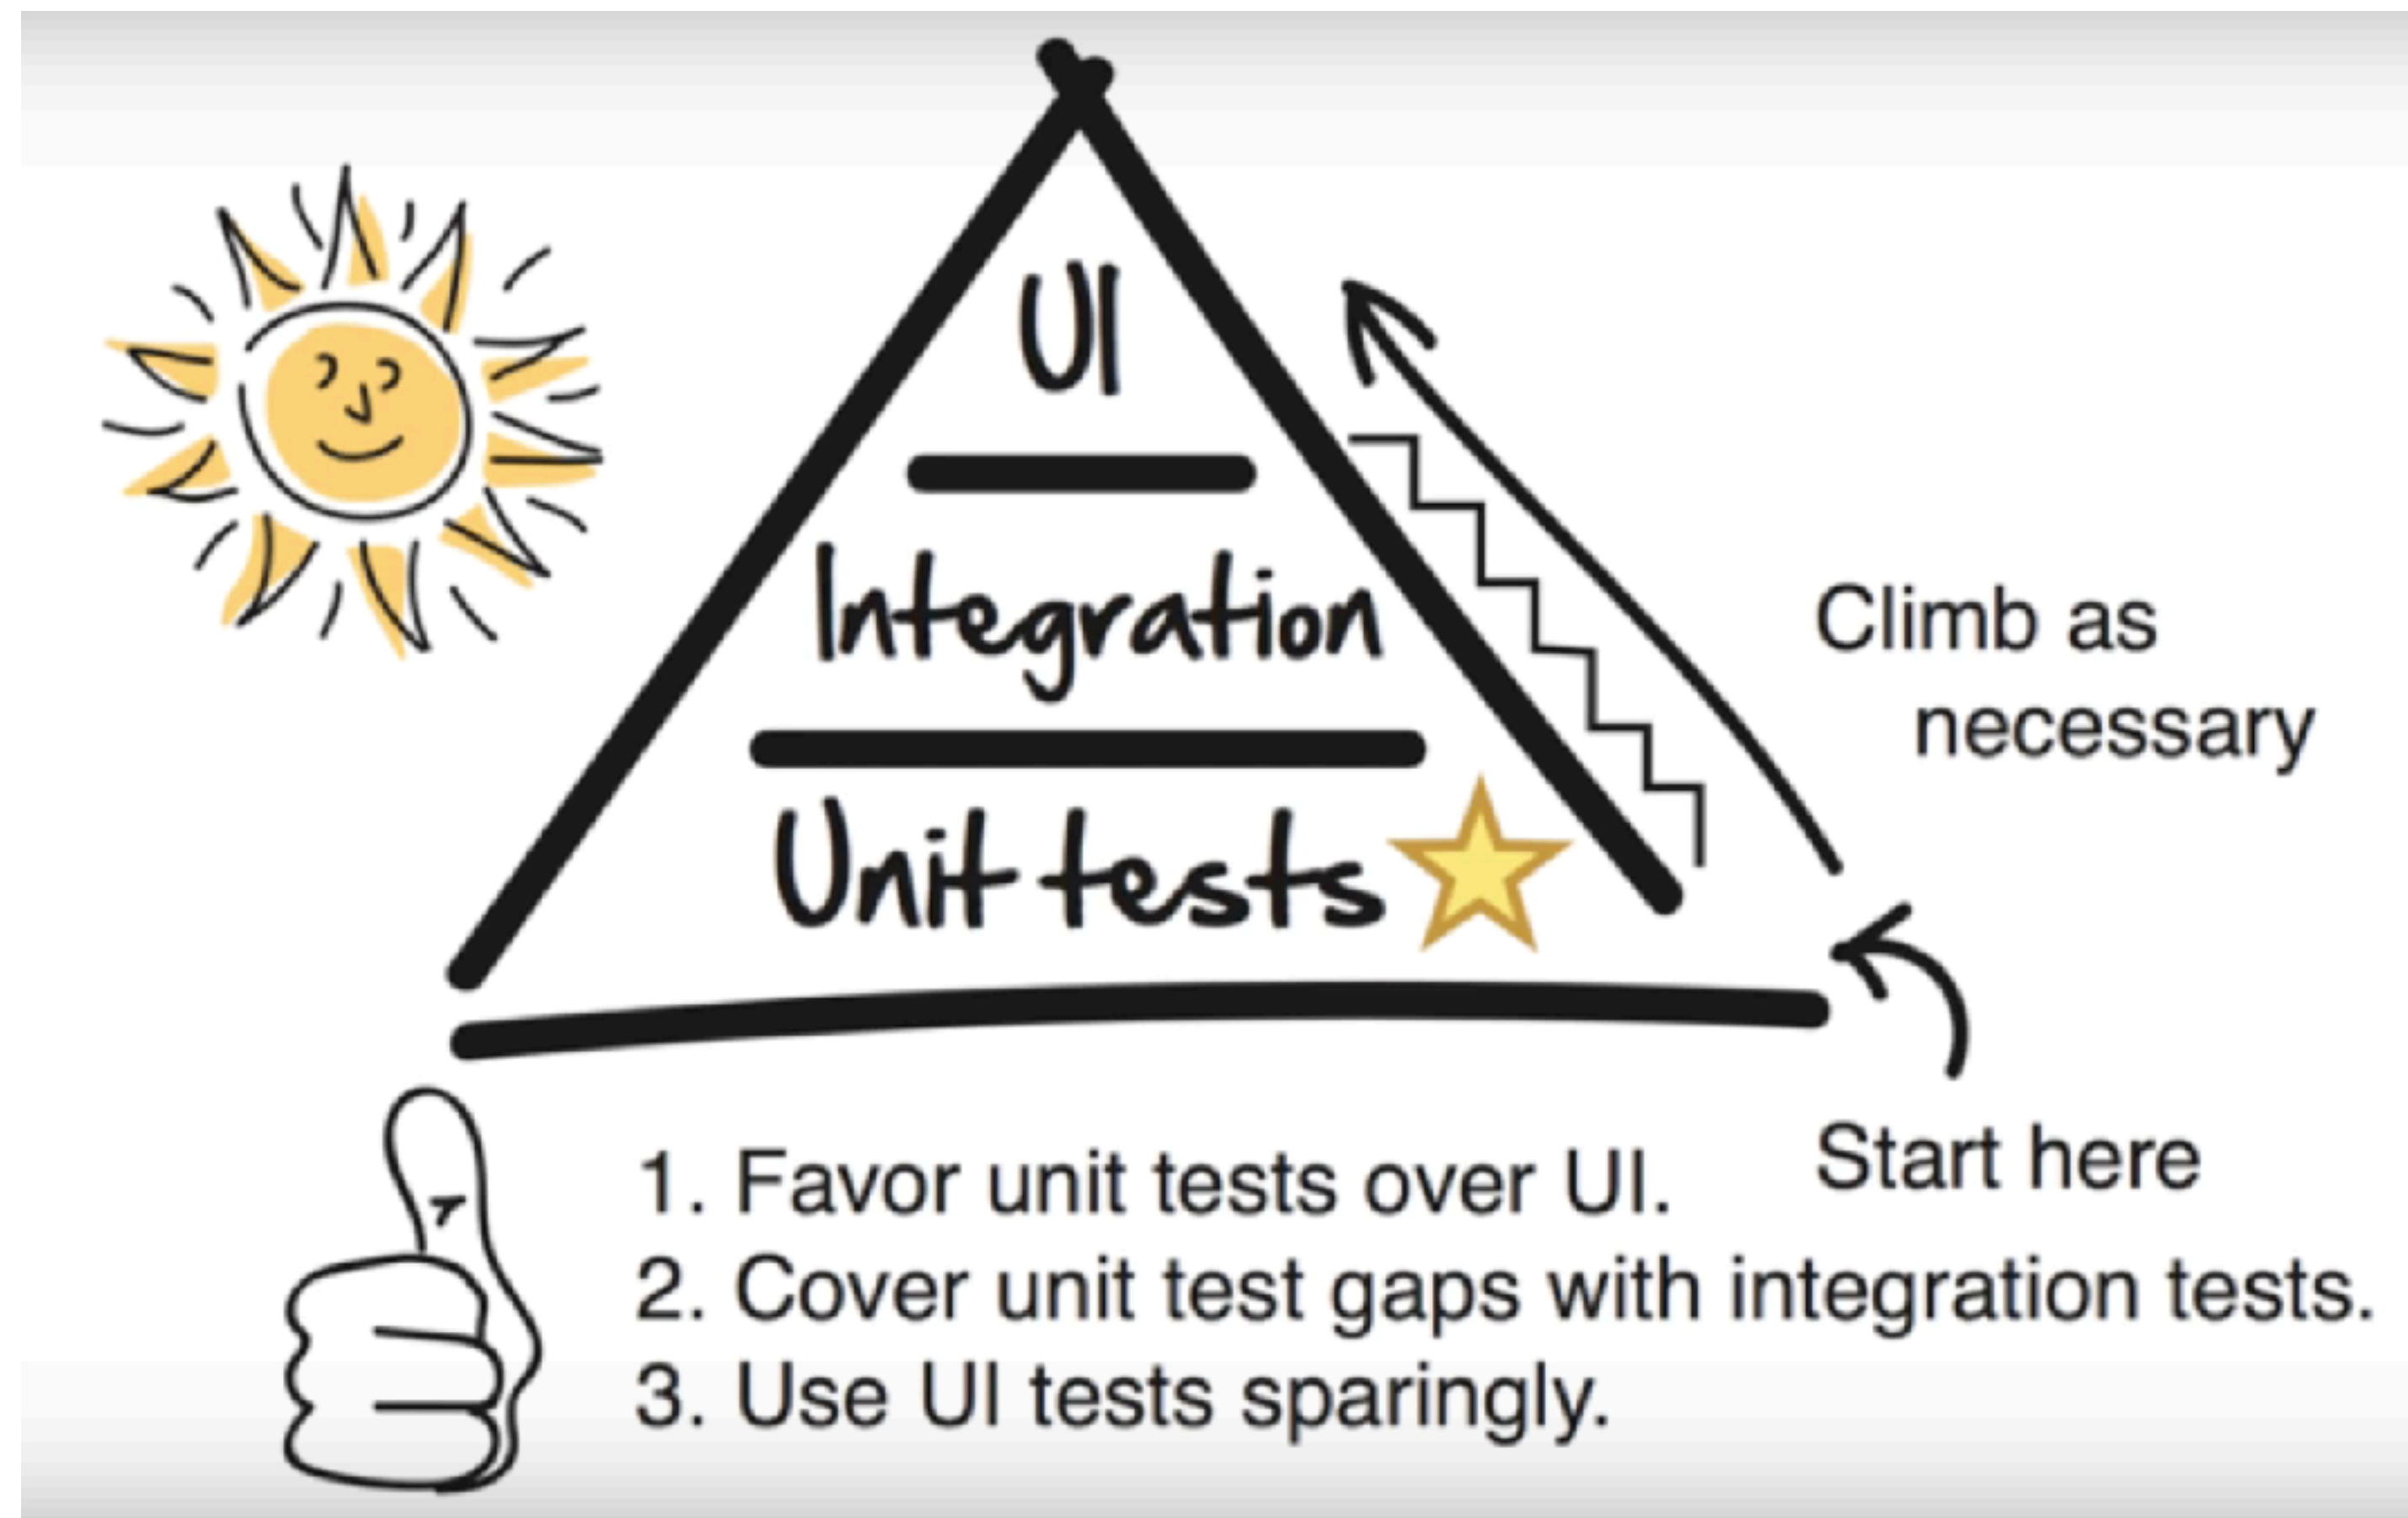 UI
Integration
Unit tests
Climb as
necessary
Start here
1. Favor unit tests over UI.
2. Cover unit test gaps with integration tests.
3. Use UI tests sparingly.